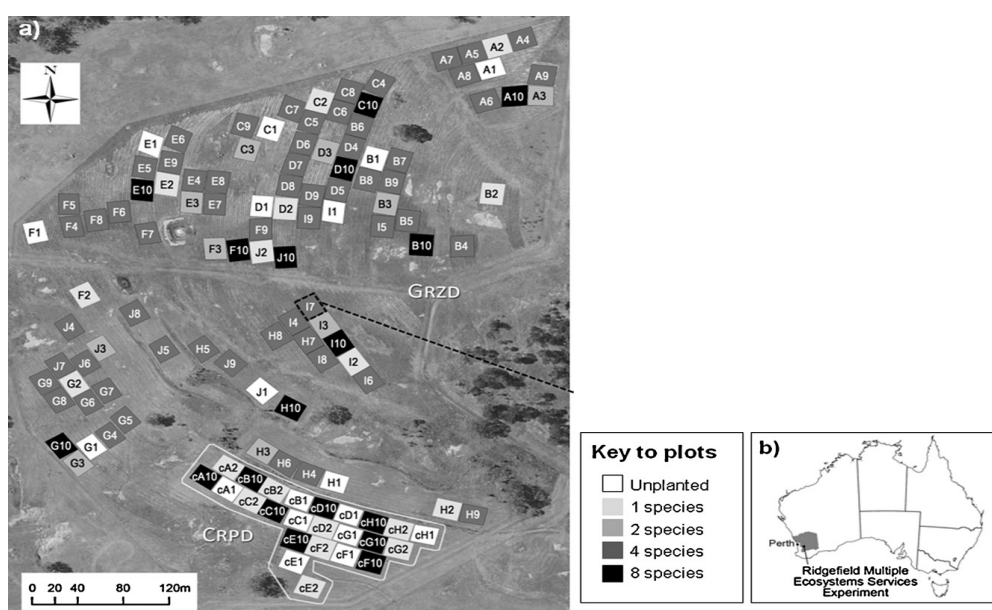 a)
N
A7 A5 A2 A4
A8 A1 A9
A6 A10 A3
C8 C4
C7 C2 C10
C9 C1 C5 C6
C3 D6 D3 D4 B6
E1 E6
E5 E9
E10 E2 E4 E8
E3 E7
D7 D10 B1 B7
D8 D9 D5 B8 B9
D1 D2 I9 I1 B3 B2
F9 I5 B5
F5
F4 F8 F6
F1 F7
F3 F10 J2 J10 B10 B4
GRZD
F2
J4 J8
J3 J5 H5 J9
J7 J6
G9 G2 G7
G8 G6
G5
G10 G1 G4
G3
I7
I4 I3
H8 H7 I10
I8 I2
I6
J1
H10
H3 H6 H4 H1
H2 H9
cA10 cA2 cB10 cB2 cB1 cD10 cD1 cH10 cH2 cH1
cA1 cC2 cC10 cC1 cD2 cG1 cG10 cG2
cE10 cF2 cF1 cF10
cE1
cE2
CRPD
0 20 40 80 120m
Key to plots
Unplanted
1 species
2 species
4 species
8 species
b)
Perth
Ridgefield Multiple
Ecosystems Services
Experiment